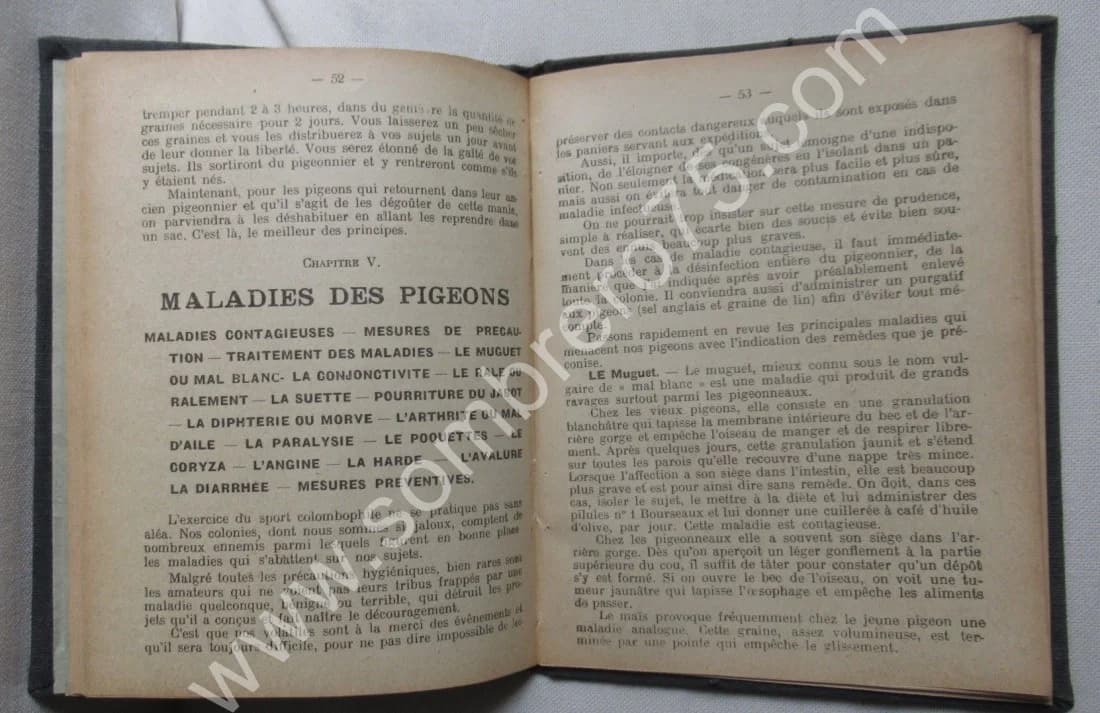 — 52 —
tremper pendant 2 à 3 heures, dans du genièvre la quantité de
graines nécessaire pour 2 jours. Vous laisserez un peu sécher
ces graines et vous les distribuerez à vos sujets un jour avant
de leur donner la liberté. Vous serez étonné de la gaîté de vos
sujets. Ils sortiront du pigeonnier et y rentreront comme s'ils
y étaient nés.
Maintenant, pour les pigeons qui retournent dans leur an-
cien pigeonnier et qu'il s'agit de les dégoûter de cette manie,
on parviendra à les déshabituer en allant les reprendre dans
un sac. C'est là, le meilleur des principes.
CHAPITRE V.
MALADIES DES PIGEONS
MALADIES CONTAGIEUSES — MESURES DE PRECAU-
TION — TRAITEMENT DES MALADIES — LE MUGUET
OU MAL BLANC- LA CONJONCTIVITE — LE RALE OU
RALEMENT — LA SUETTE — POURRITURE DU JABOT
— LA DIPHTERIE OU MORVE — L'ARTHRITE OU MAL
D'AILE — LA PARALYSIE — LE POQUETTES — LE
CORYZA — L'ANGINE — LA HARDE — L'AVALURE
LA DIARRHÉE — MESURES PREVENTIVES.
L'exercice du sport colombophile ne se pratique pas sans
aléa. Nos colonies, dont nous sommes si jaloux, comptent de
nombreux ennemis parmi lesquels figurent en bonne place
les maladies qui s'abattent sur nos sujets.
Malgré toutes les précautions hygiéniques, bien rares sont
les amateurs qui ne voient pas leurs tribus frappés par une
maladie quelconque, bénigne ou terrible, qui détruit les pro-
jets qu'il a conçus et fait naître le découragement.
C'est que nos volatiles sont à la merci des évènements et
qu'il sera toujours difficile, pour ne pas dire impossible de les
— 53 —
préserver des contacts dangereux auxquels ils sont exposés dans
les paniers servant aux expéditions.
Aussi, il importe, dès qu'un sujet témoigne d'une indispo-
sition, de l'éloigner de ses congénères en l'isolant dans un pa-
nier. Non seulement la médication sera plus facile et plus sûre,
mais aussi on évitera tout danger de contamination en cas de
maladie infectueuse.
On ne pourrait trop insister sur cette mesure de prudence,
simple à réaliser, qui écarte bien des soucis et évite bien sou-
vent des ennuis beaucoup plus graves.
Dans les cas de maladie contagieuse, il faut immédiate-
ment procéder à la désinfection entière du pigeonnier, de la
manière que j'ai indiquée après avoir préalablement enlevé
toute la colonie. Il conviendra aussi d'administrer un purgatif
aux pigeons (sel anglais et graine de lin) afin d'éviter tout mé-
compte.
Passons rapidement en revue les principales maladies qui
menacent nos pigeons avec l'indication des remèdes que je pré-
conise.
LE Muguet. — Le muguet, mieux connu sous le nom vul-
gaire de « mal blanc » est une maladie qui produit de grands
ravages surtout parmi les pigeonneaux.
Chez les vieux pigeons, elle consiste en une granulation
blanchâtre qui tapisse la membrane intérieure du bec et de l'ar-
rière gorge et empêche l'oiseau de manger et de respirer libre-
ment. Après quelques jours, cette granulation jaunit et s'étend
sur toutes les parois qu'elle recouvre d'une nappe très mince.
Lorsque l'affection a son siège dans l'intestin, elle est beaucoup
plus grave et est pour ainsi dire sans remède. On doit, dans ces
cas, isoler le sujet, le mettre à la diète et lui administrer des
pilules n° 1 Bourseaux et lui donner une cuillerée à café d'huile
d'olive, par jour. Cette maladie est contagieuse.
Chez les pigeonneaux elle a souvent son siège dans l'ar-
rière gorge. Dès qu'on aperçoit un léger gonflement à la partie
supérieure du cou, il suffit de tâter pour constater qu'un dépôt
s'y est formé. Si on ouvre le bec de l'oiseau, on voit une tu-
meur jaunâtre qui tapisse l'œsophage et empêche les aliments
de passer.
Le maïs provoque fréquemment chez le jeune pigeon une
maladie analogue. Cette graine, assez volumineuse, est ter-
minée par une pointe qui empêche le glissement.
www.sombrero75.com